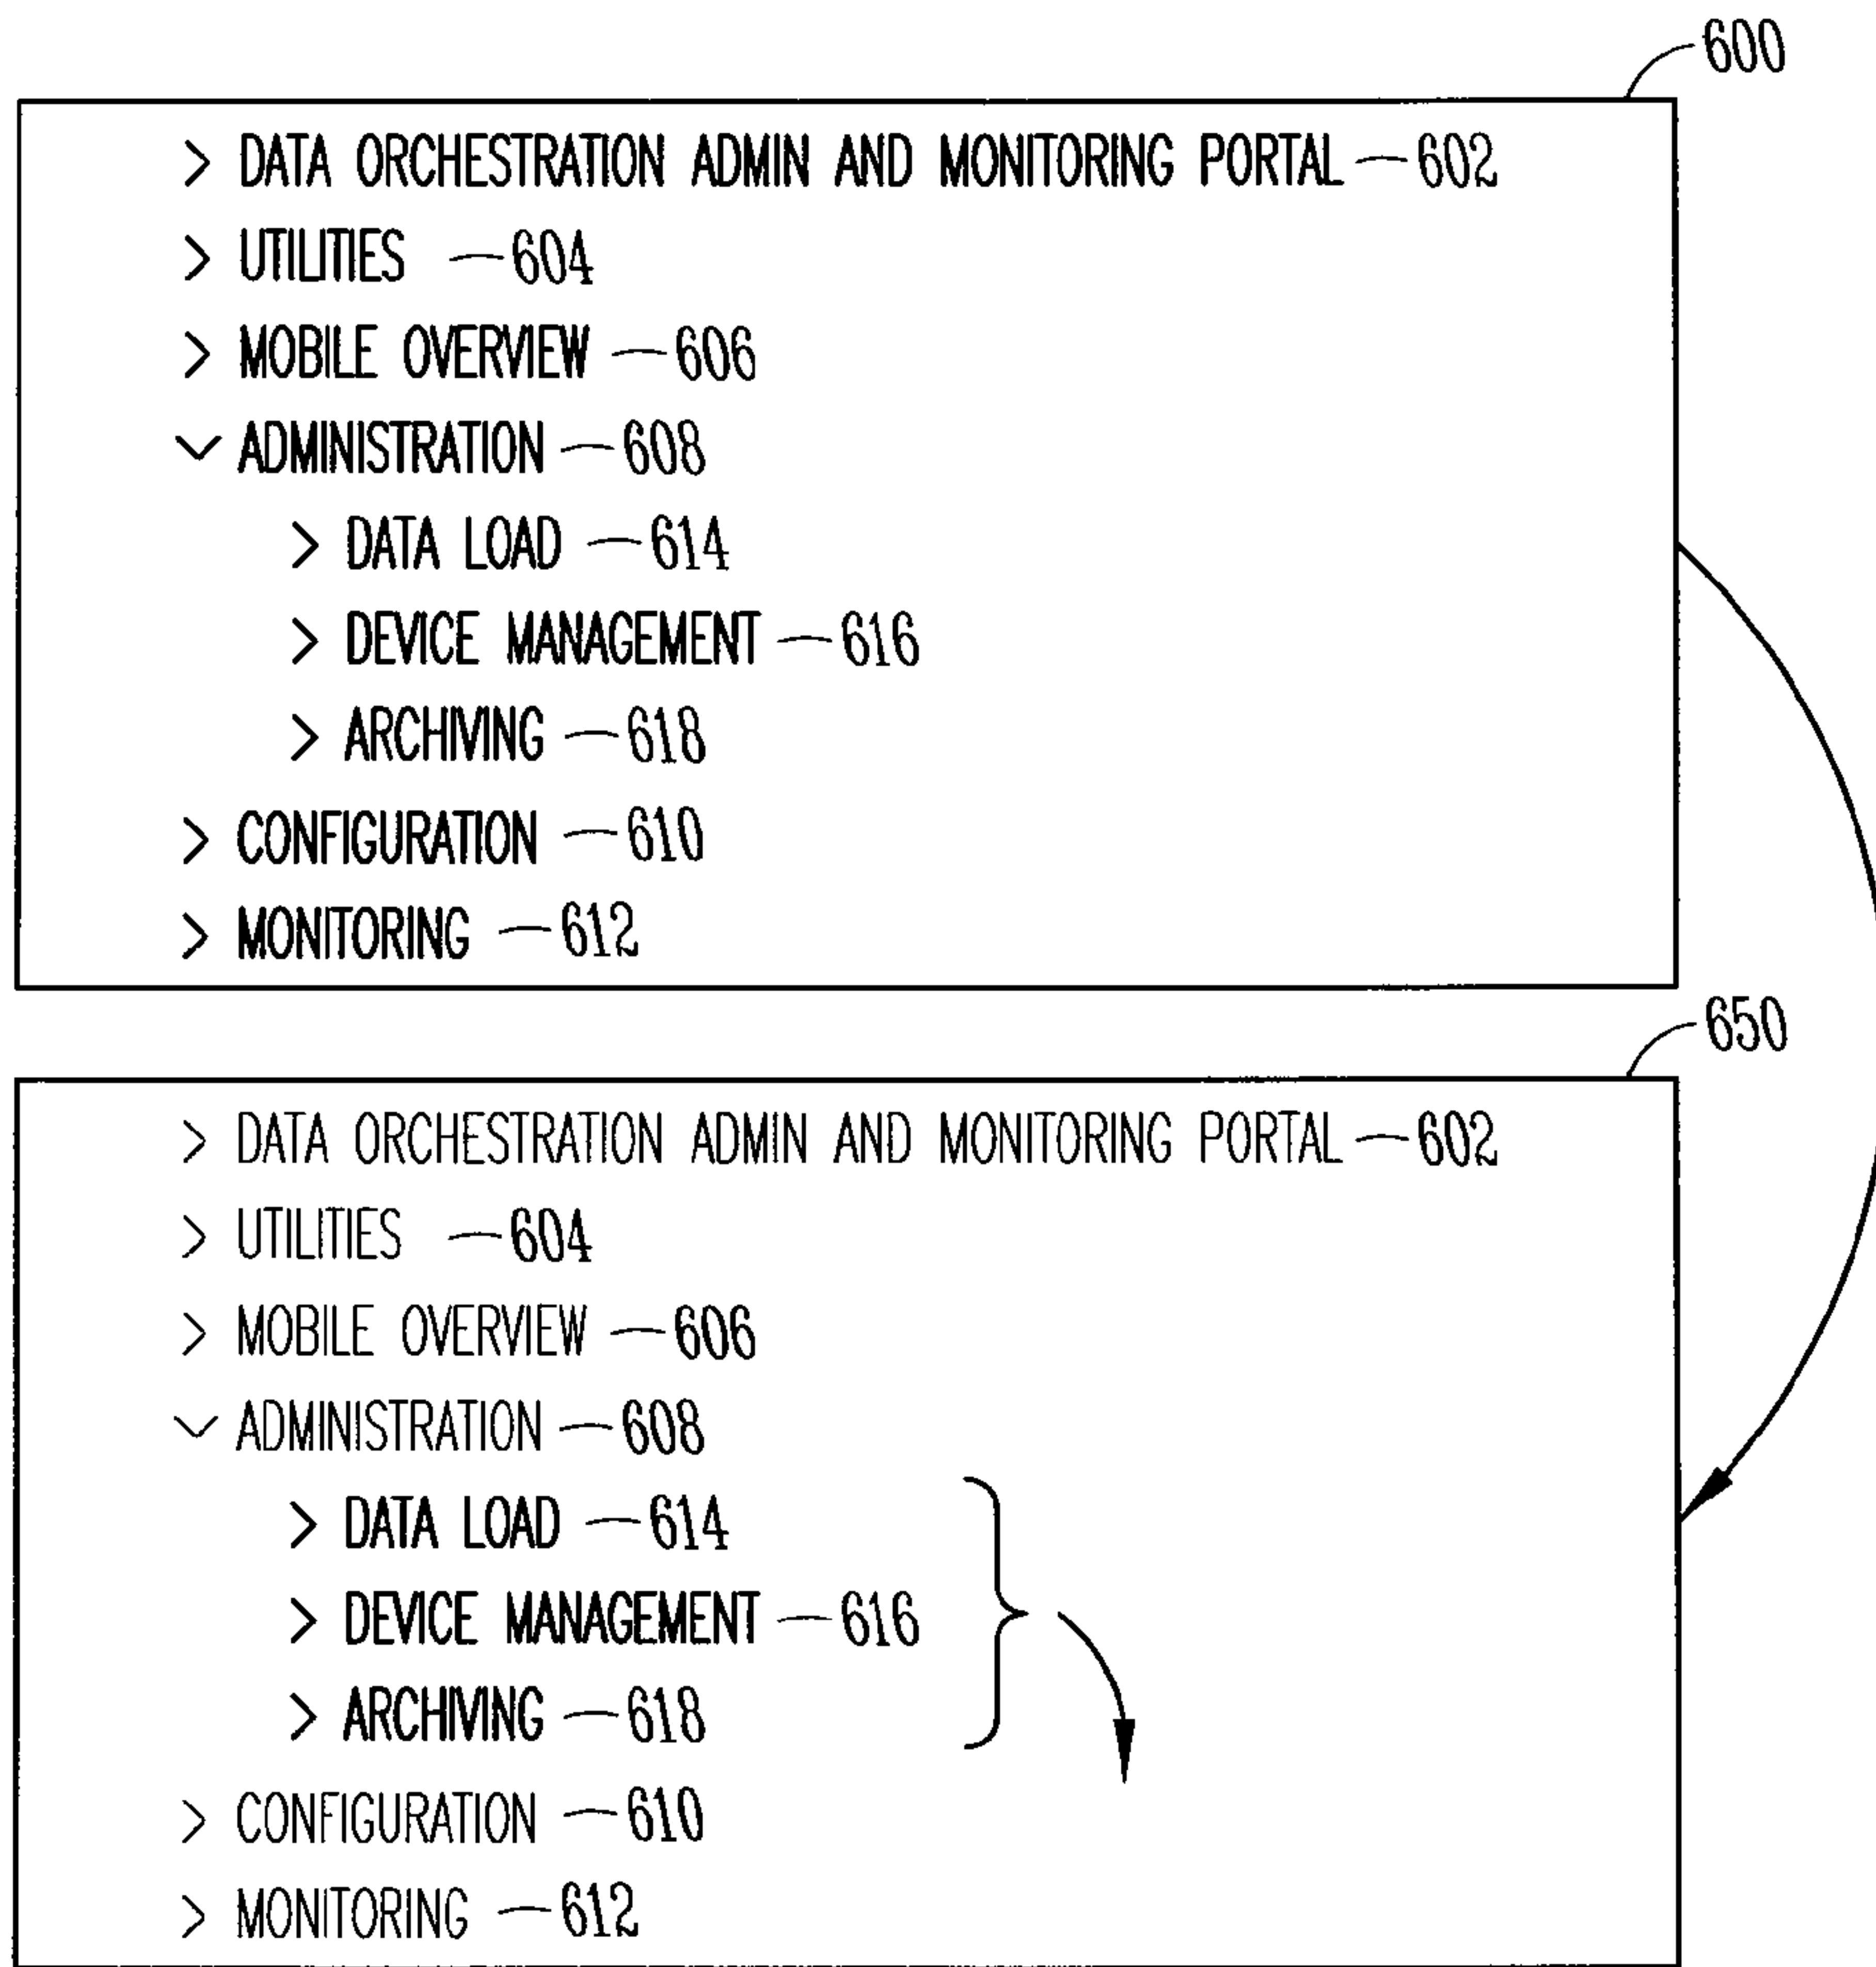 600
> DATA ORCHESTRATION ADMIN AND MONITORING PORTAL 602
> UTILITIES 604
> MOBILE OVERVIEW 606
ADMINISTRATION 608
> DATA LOAD 614
> DEVICE MANAGEMENT 616
> ARCHIVING 618
> CONFIGURATION 610
> MONITORING 612
650
> DATA ORCHESTRATION ADMIN AND MONITORING PORTAL 602
> UTILITIES 604
> MOBILE OVERVIEW 606
ADMINISTRATION 608
> DATA LOAD 614
> DEVICE MANAGEMENT 616
> ARCHIVING 618
> CONFIGURATION 610
> MONITORING 612